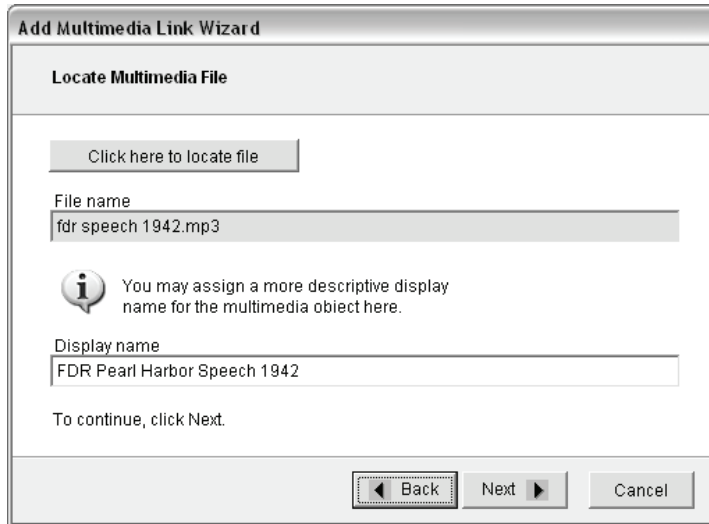 Add Multimedia Link Wizard
Locate Multimedia File
Click here to locate file
File name
fdr speech 1942.mp3
You may assign a more descriptive display
name for the multimedia obiect here.
Display name
FDR Pearl Harbor Speech 1942
To continue, click Next.
Back Next Cancel